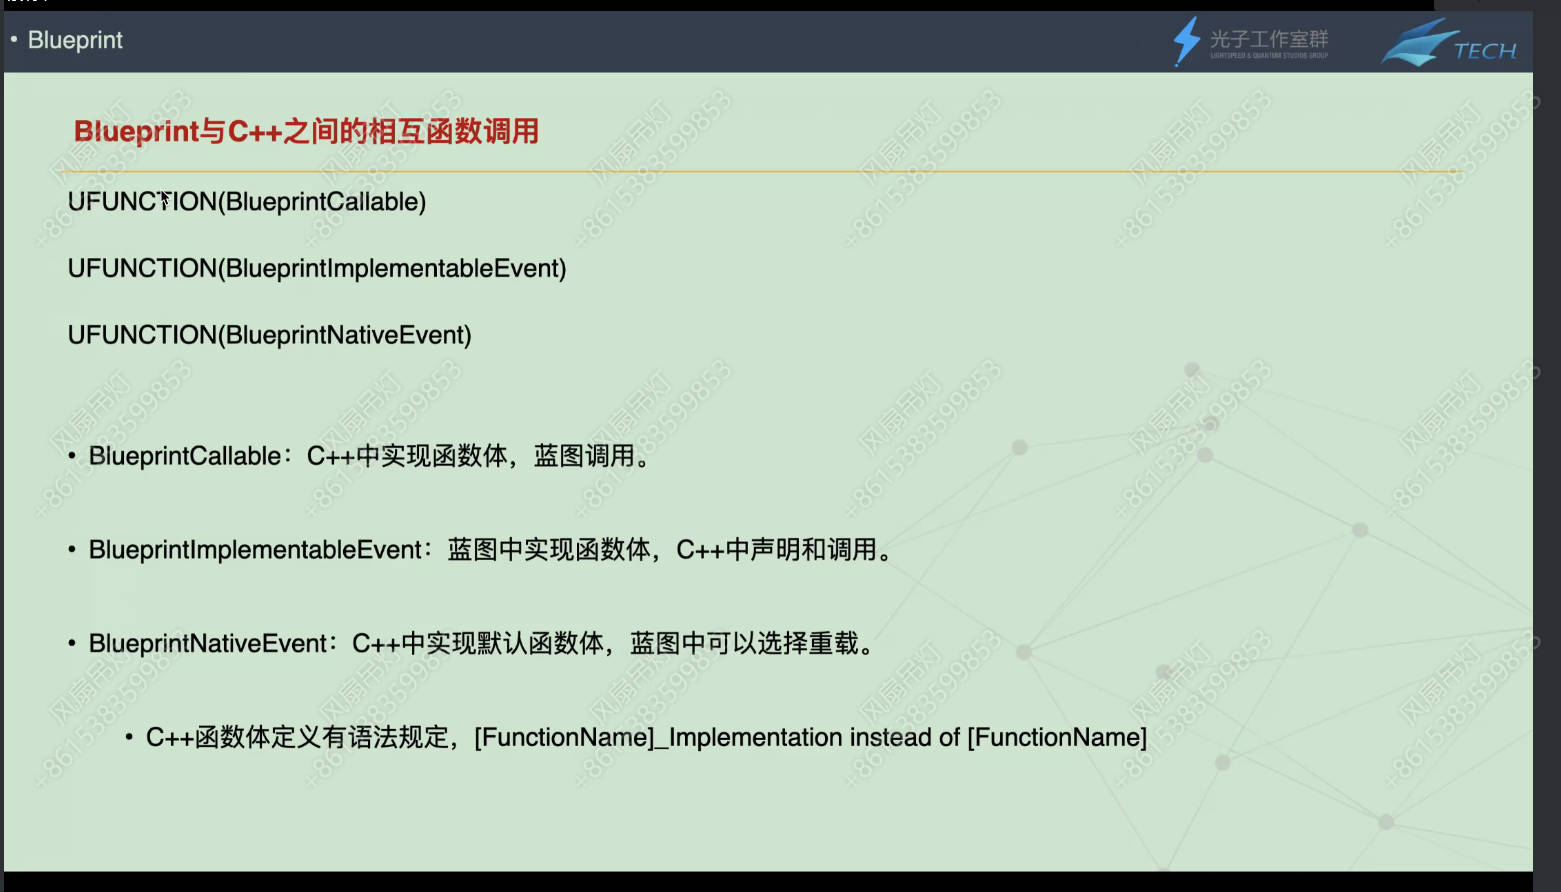 • Blueprint
光子工作室群
LIGHTSPEED & QUANTUM STUDIOS GROUP
TECH
Blueprint与C++之间的相互函数调用
UFUNCTION(BlueprintCallable)
UFUNCTION(BlueprintImplementableEvent)
UFUNCTION(BlueprintNativeEvent)
• BlueprintCallable：C++中实现函数体，蓝图调用。
• BlueprintImplementableEvent：蓝图中实现函数体，C++中声明和调用。
• BlueprintNativeEvent：C++中实现默认函数体，蓝图中可以选择重载。
• C++函数体定义有语法规定，[FunctionName]_Implementation instead of [FunctionName]
风扇吊灯
+8615383599853